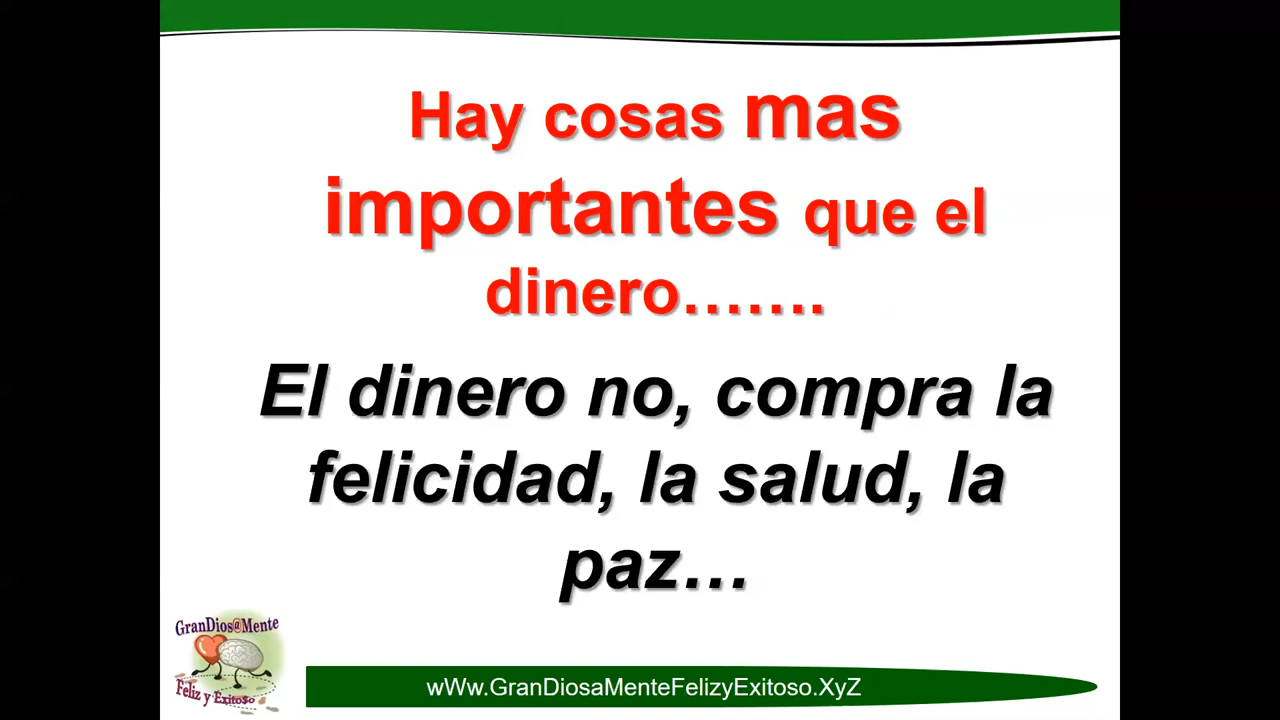 Hay cosas mas
importantes que el
dinero…….
El dinero no, compra la
felicidad, la salud, la
paz…
GranDios@Mente
Feliz y Exitoso
wWw.GranDiosaMenteFelizyExitoso.XyZ